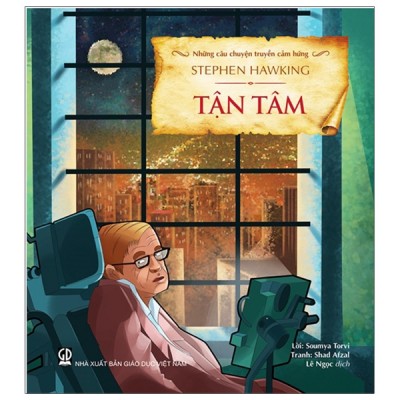 Những câu chuyện truyền cảm hứng
STEPHEN HAWKING
TẬN TÂM
Lời: Soumya Torvi
Tranh: Shad Afzal
Lê Ngọc dịch
GD
NHÀ XUẤT BẢN GIÁO DỤC VIỆT NAM